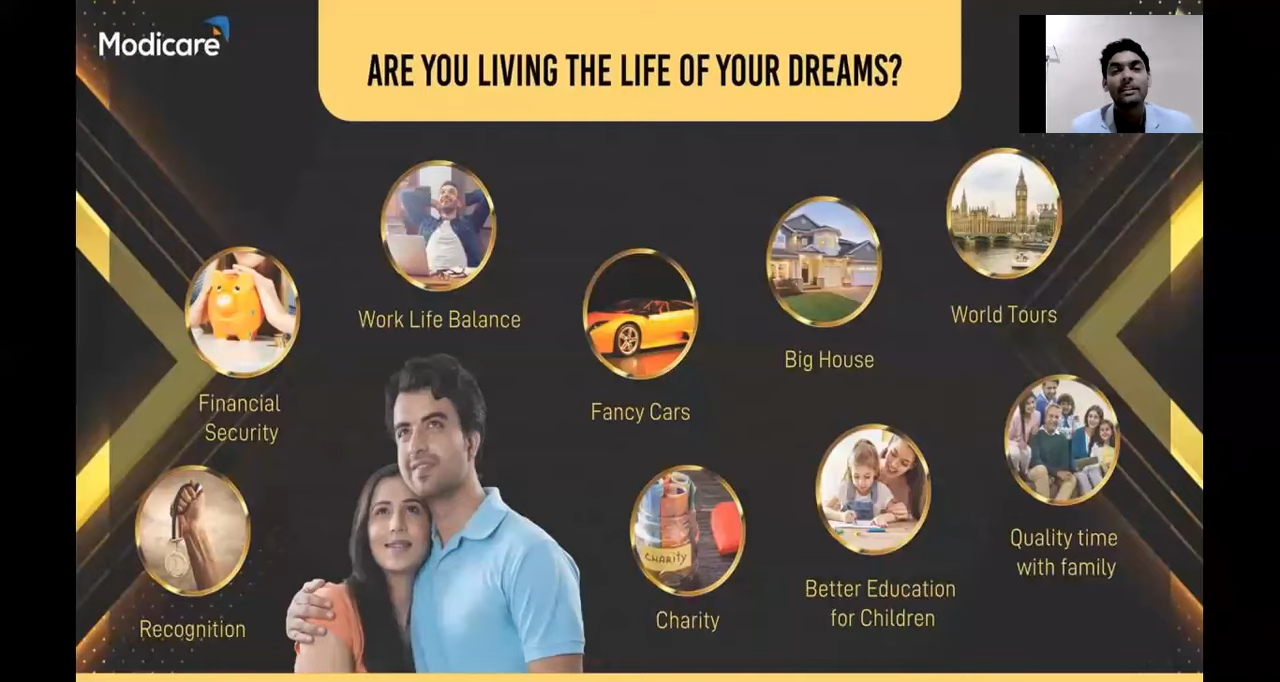 Modicare
ARE YOU LIVING THE LIFE OF YOUR DREAMS?
Work Life Balance
World Tours
Big House
Financial
Security
Fancy Cars
CHARITY
Quality time
with family
Better Education
for Children
Charity
Recognition